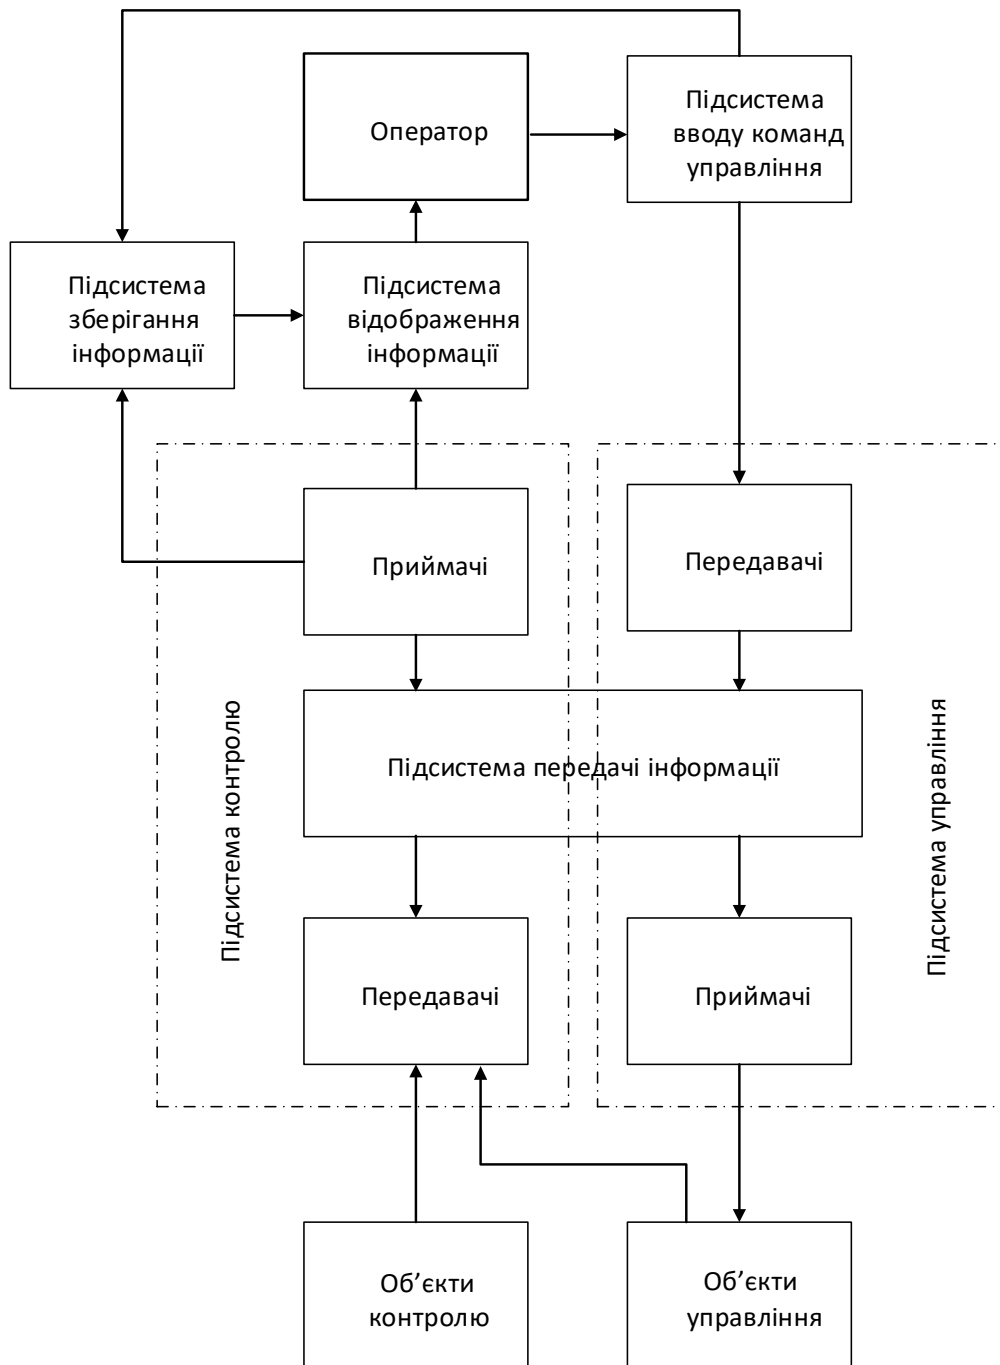 Оператор
Підсистема
вводу команд
управління
Підсистема
зберігання
інформації
Підсистема
відображення
інформації
Приймачі
Передавачі
Підсистема контролю
Підсистема передачі інформації
Підсистема управління
Передавачі
Приймачі
Об’єкти
контролю
Об’єкти
управління